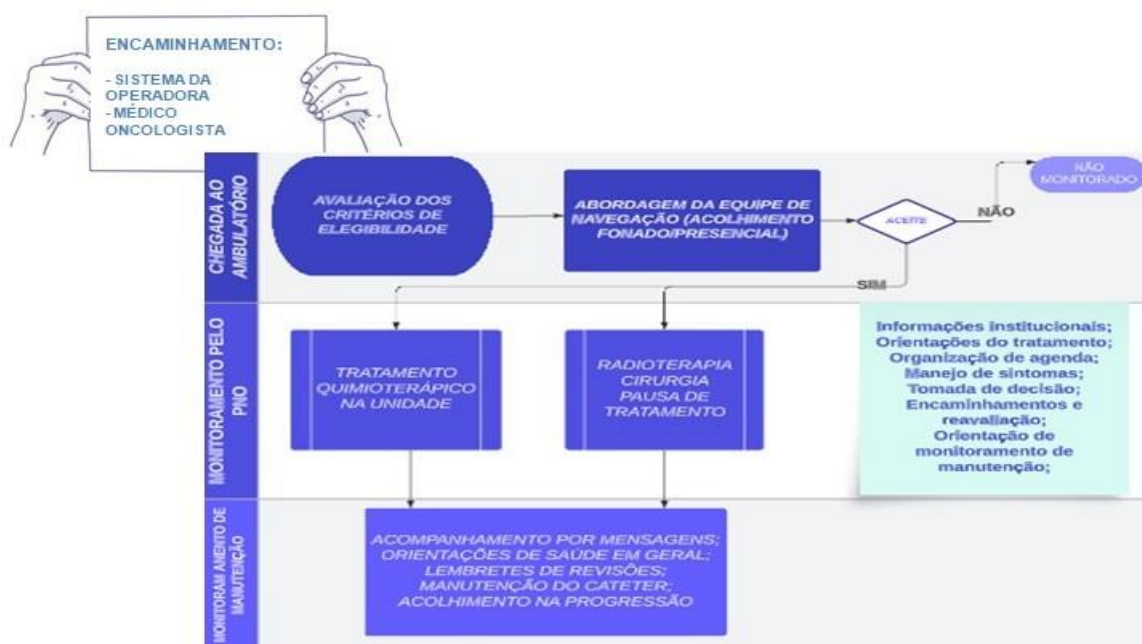 ENCAMINHAMENTO:
- SISTEMA DA
OPERADORA
- MÉDICO
ONCOLOGISTA
CHEGADA AO
AMBULATÓRIO
AVALIAÇÃO DOS
CRITÉRIOS DE
ELEGIBILIDADE
ABORDAGEM DA EQUIPE DE
NAVEGAÇÃO (ACOLHIMENTO
FONADO/PRESENCIAL)
ACEITE
NÃO
NÃO
MONITORADO
SIM
MONITORAMENTO PELO
PNO
TRATAMENTO
QUIMIOTERÁPICO
NA UNIDADE
RADIOTERAPIA
CIRURGIA
PAUSA DE
TRATAMENTO
Informações institucionais;
Orientações do tratamento;
Organização de agenda;
Manejo de sintomas;
Tomada de decisão;
Encaminhamentos e
reavaliação;
Orientação de
monitoramento de
manutenção;
MONITORAM AMENTO DE
MANUTENÇÃO
ACOMPANHAMENTO POR MENSAGENS;
ORIENTAÇÕES DE SAÚDE EM GERAL;
LEMBRETES DE REVISÕES;
MANUTENÇÃO DO CATETER;
ACOLHIMENTO NA PROGRESSÃO